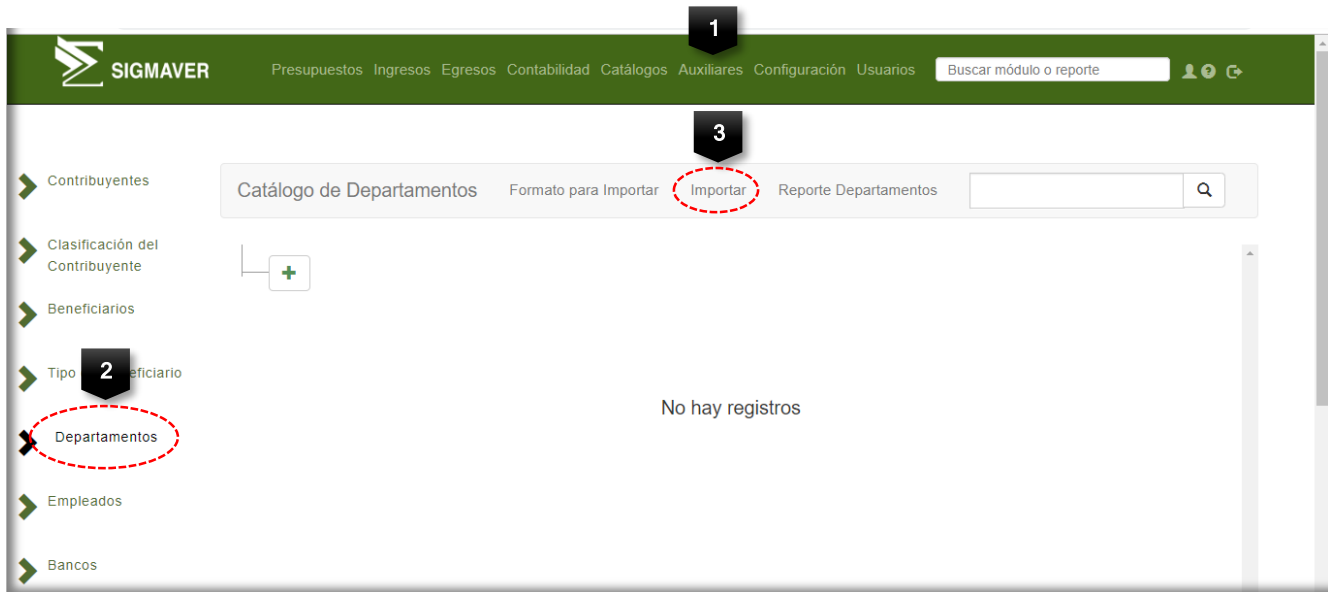 1
SIGMAVER
Presupuestos Ingresos Egresos Contabilidad Catálogos Auxiliares Configuración Usuarios
Buscar módulo o reporte
3
Contribuyentes
Catálogo de Departamentos Formato para Importar Importar Reporte Departamentos
Clasificación del
Contribuyente
Beneficiarios
Tipo
2
Departamentos
No hay registros
Empleados
Bancos